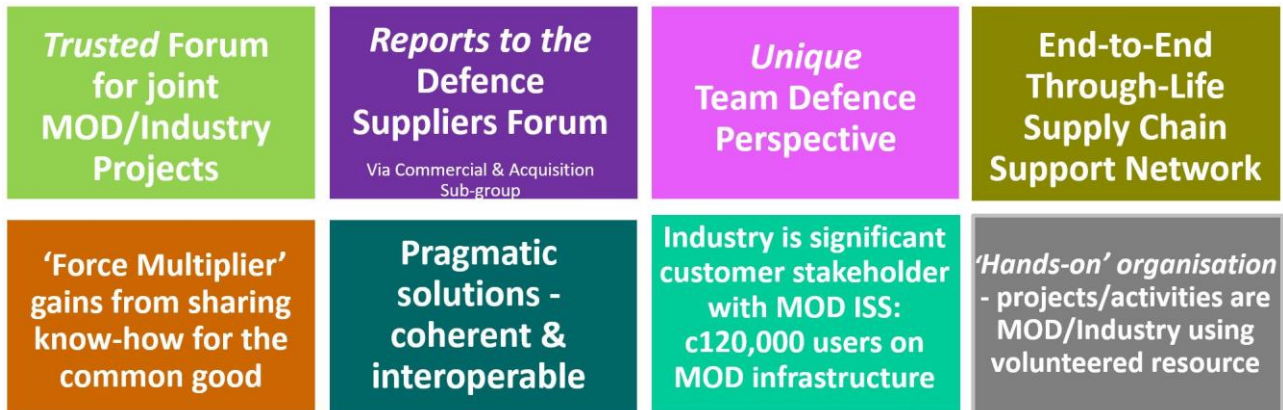 Trusted Forum
for joint
MOD/Industry
Projects
Reports to the
Defence
Suppliers Forum
Via Commercial & Acquisition
Sub-group
Unique
Team Defence
Perspective
End-to-End
Through-Life
Supply Chain
Support Network
‘Force Multiplier’
gains from sharing
know-how for the
common good
Pragmatic
solutions -
coherent &
interoperable
Industry is significant
customer stakeholder
with MOD ISS:
c120,000 users on
MOD infrastructure
‘Hands-on’ organisation
- projects/activities are
MOD/Industry using
volunteered resource